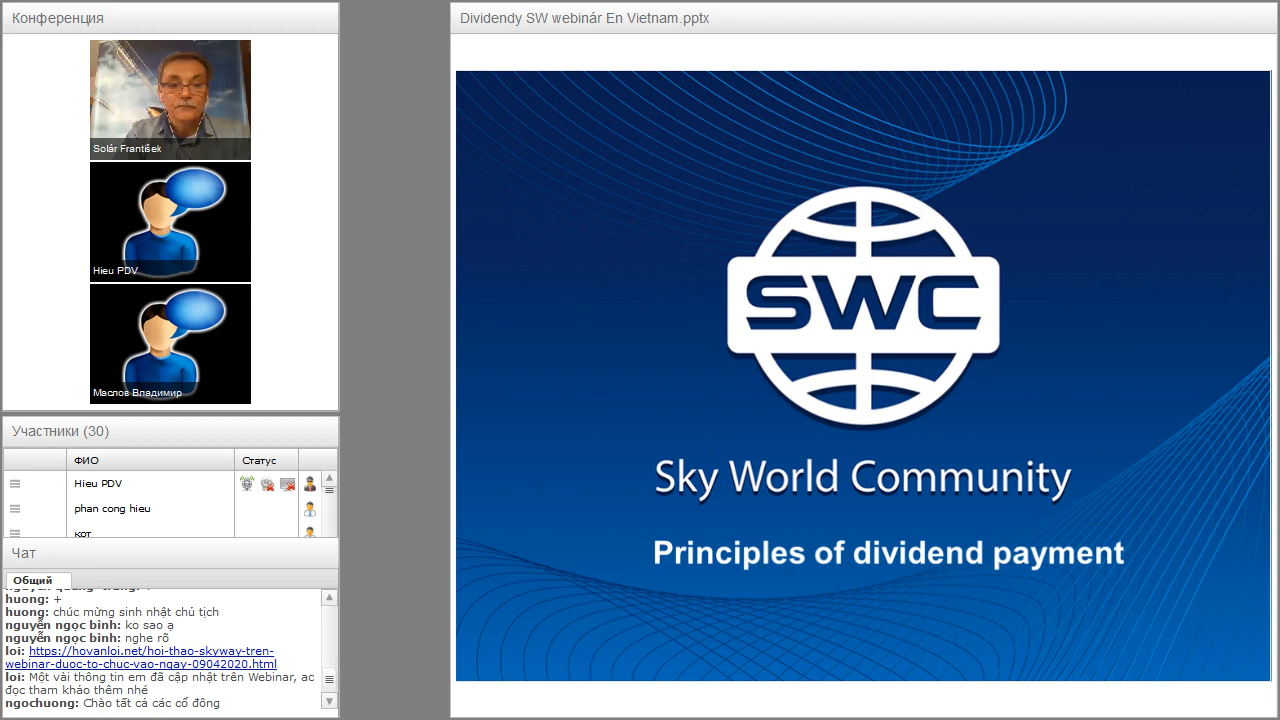 Конференция
Solár František
Hieu PDV
Маслов Владимир
Участники (30)
ФИО
Статус
Hieu PDV
phan cong hieu
кот
Чат
Общий
huong: +
huong: chúc mừng sinh nhật chủ tịch
nguyễn ngọc bình: ko sao ạ
nguyễn ngọc bình: nghe rõ
loi: https://hovanloi.net/hoi-thao-skyway-tren-
webinar-duoc-to-chuc-vao-ngay-09042020.html
loi: Một vài thông tin em đã cập nhật trên Webinar, ac
đọc tham khảo thêm nhé
ngochuong: Chào tất cả các cổ đông
Dividendy SW webinár En Vietnam.pptx
SWC
Sky World Community
Principles of dividend payment